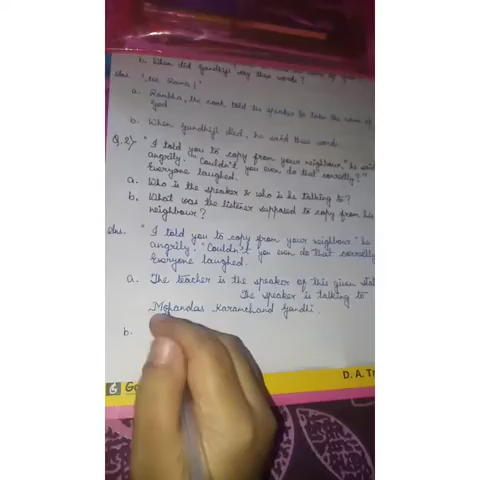 b. When did Gandhiji say these words?
Ans. "Hee Rama!"
a. Rambha, the cook told the speaker to take the name of
God
b. When Gandhiji died, he said these words
Q.2) "I told you to copy from your neighbour," he said
angrily. "Couldn't you even do that correctly?"
Everyone laughed.
a. Who is the speaker & who is he talking to?
b. What was the listener supposed to copy from his
neighbour?
Ans. "I told you to copy from your neighbour" he
angrily. "Couldn't you even do that correctly
Everyone laughed.
a. The teacher is the speaker of this given
The speaker is talking to
Mohandas Karamchand Gandhi.
b.
D. A. Tr